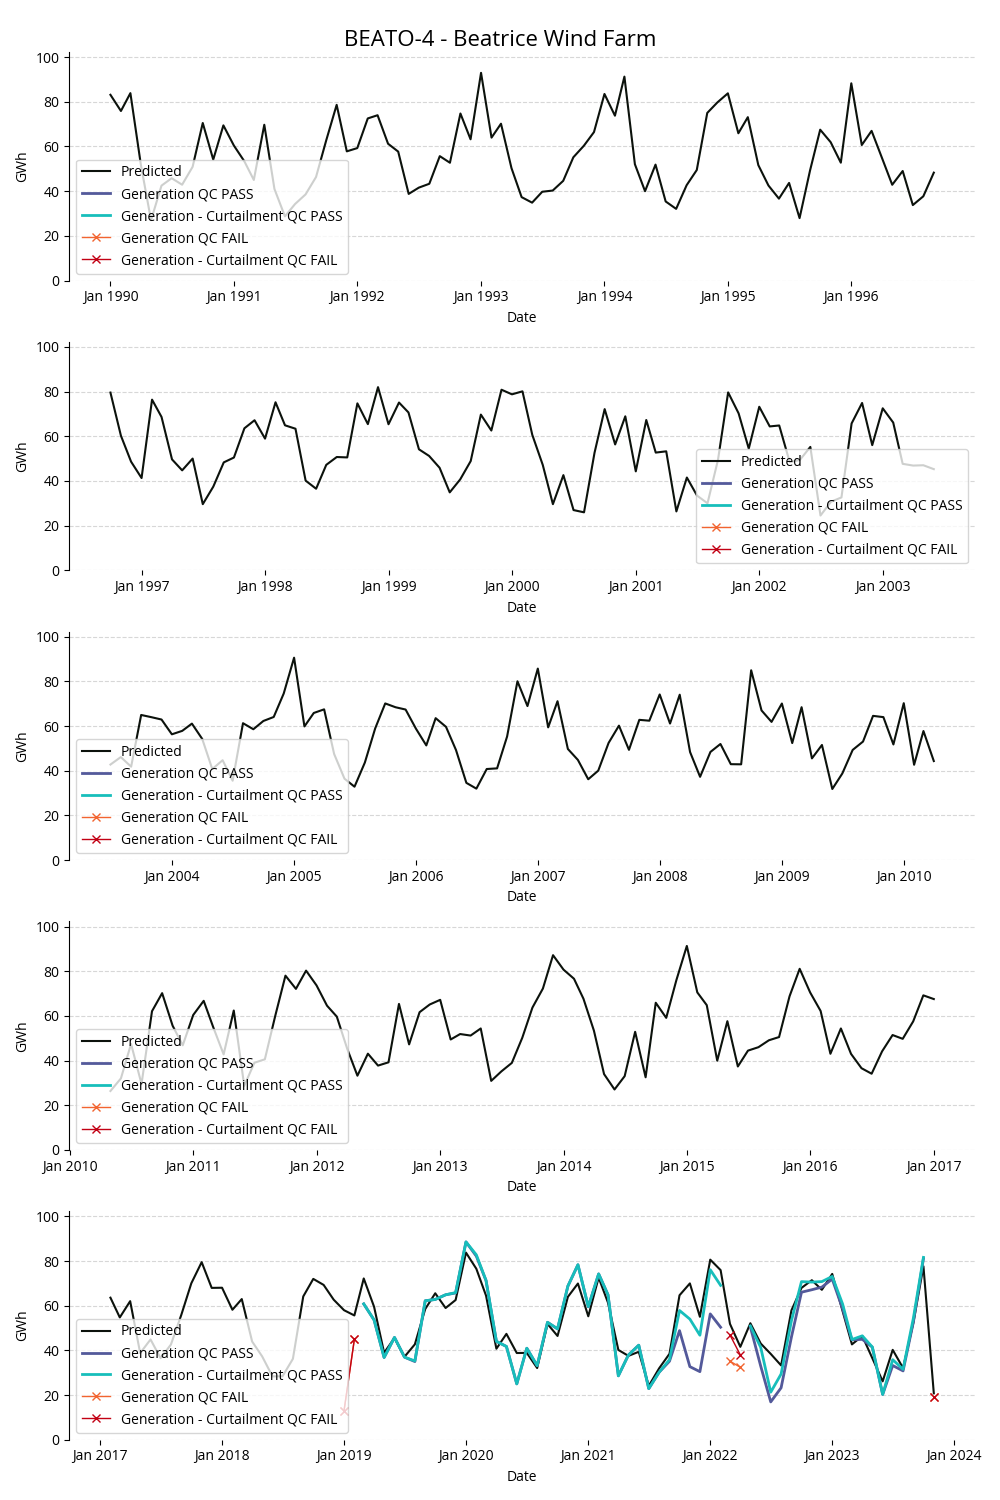 BEATO-4 - Beatrice Wind Farm
100
80
60
40
20
0
GWh
Predicted
Generation QC PASS
Generation - Curtailment QC PASS
Generation QC FAIL
Generation - Curtailment QC FAIL
Jan 1990 Jan 1991 Jan 1992 Jan 1993 Jan 1994 Jan 1995 Jan 1996
Date
100
80
60
40
20
0
GWh
Predicted
Generation QC PASS
Generation - Curtailment QC PASS
Generation QC FAIL
Generation - Curtailment QC FAIL
Jan 1997 Jan 1998 Jan 1999 Jan 2000 Jan 2001 Jan 2002 Jan 2003
Date
100
80
60
40
20
0
GWh
Predicted
Generation QC PASS
Generation - Curtailment QC PASS
Generation QC FAIL
Generation - Curtailment QC FAIL
Jan 2004 Jan 2005 Jan 2006 Jan 2007 Jan 2008 Jan 2009 Jan 2010
Date
100
80
60
40
20
0
GWh
Predicted
Generation QC PASS
Generation - Curtailment QC PASS
Generation QC FAIL
Generation - Curtailment QC FAIL
Jan 2010 Jan 2011 Jan 2012 Jan 2013 Jan 2014 Jan 2015 Jan 2016 Jan 2017
Date
100
80
60
40
20
0
GWh
Predicted
Generation QC PASS
Generation - Curtailment QC PASS
Generation QC FAIL
Generation - Curtailment QC FAIL
Jan 2017 Jan 2018 Jan 2019 Jan 2020 Jan 2021 Jan 2022 Jan 2023 Jan 2024
Date